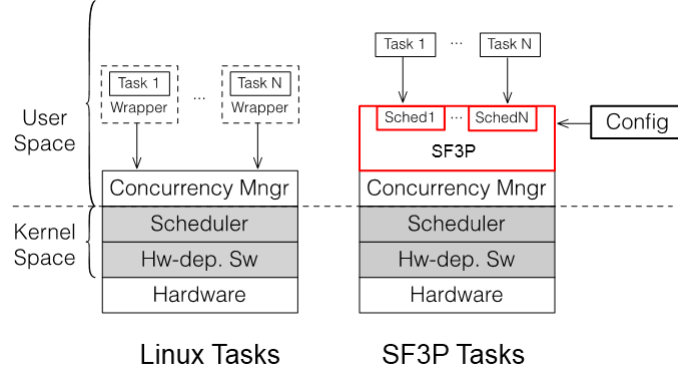 User
Space
Kernel
Space
Task 1
Wrapper
...
Task N
Wrapper
Concurrency Mngr
Scheduler
Hw-dep. Sw
Hardware
Linux Tasks
Task 1
...
Task N
Sched1
...
SchedN
SF3P
Config
Concurrency Mngr
Scheduler
Hw-dep. Sw
Hardware
SF3P Tasks